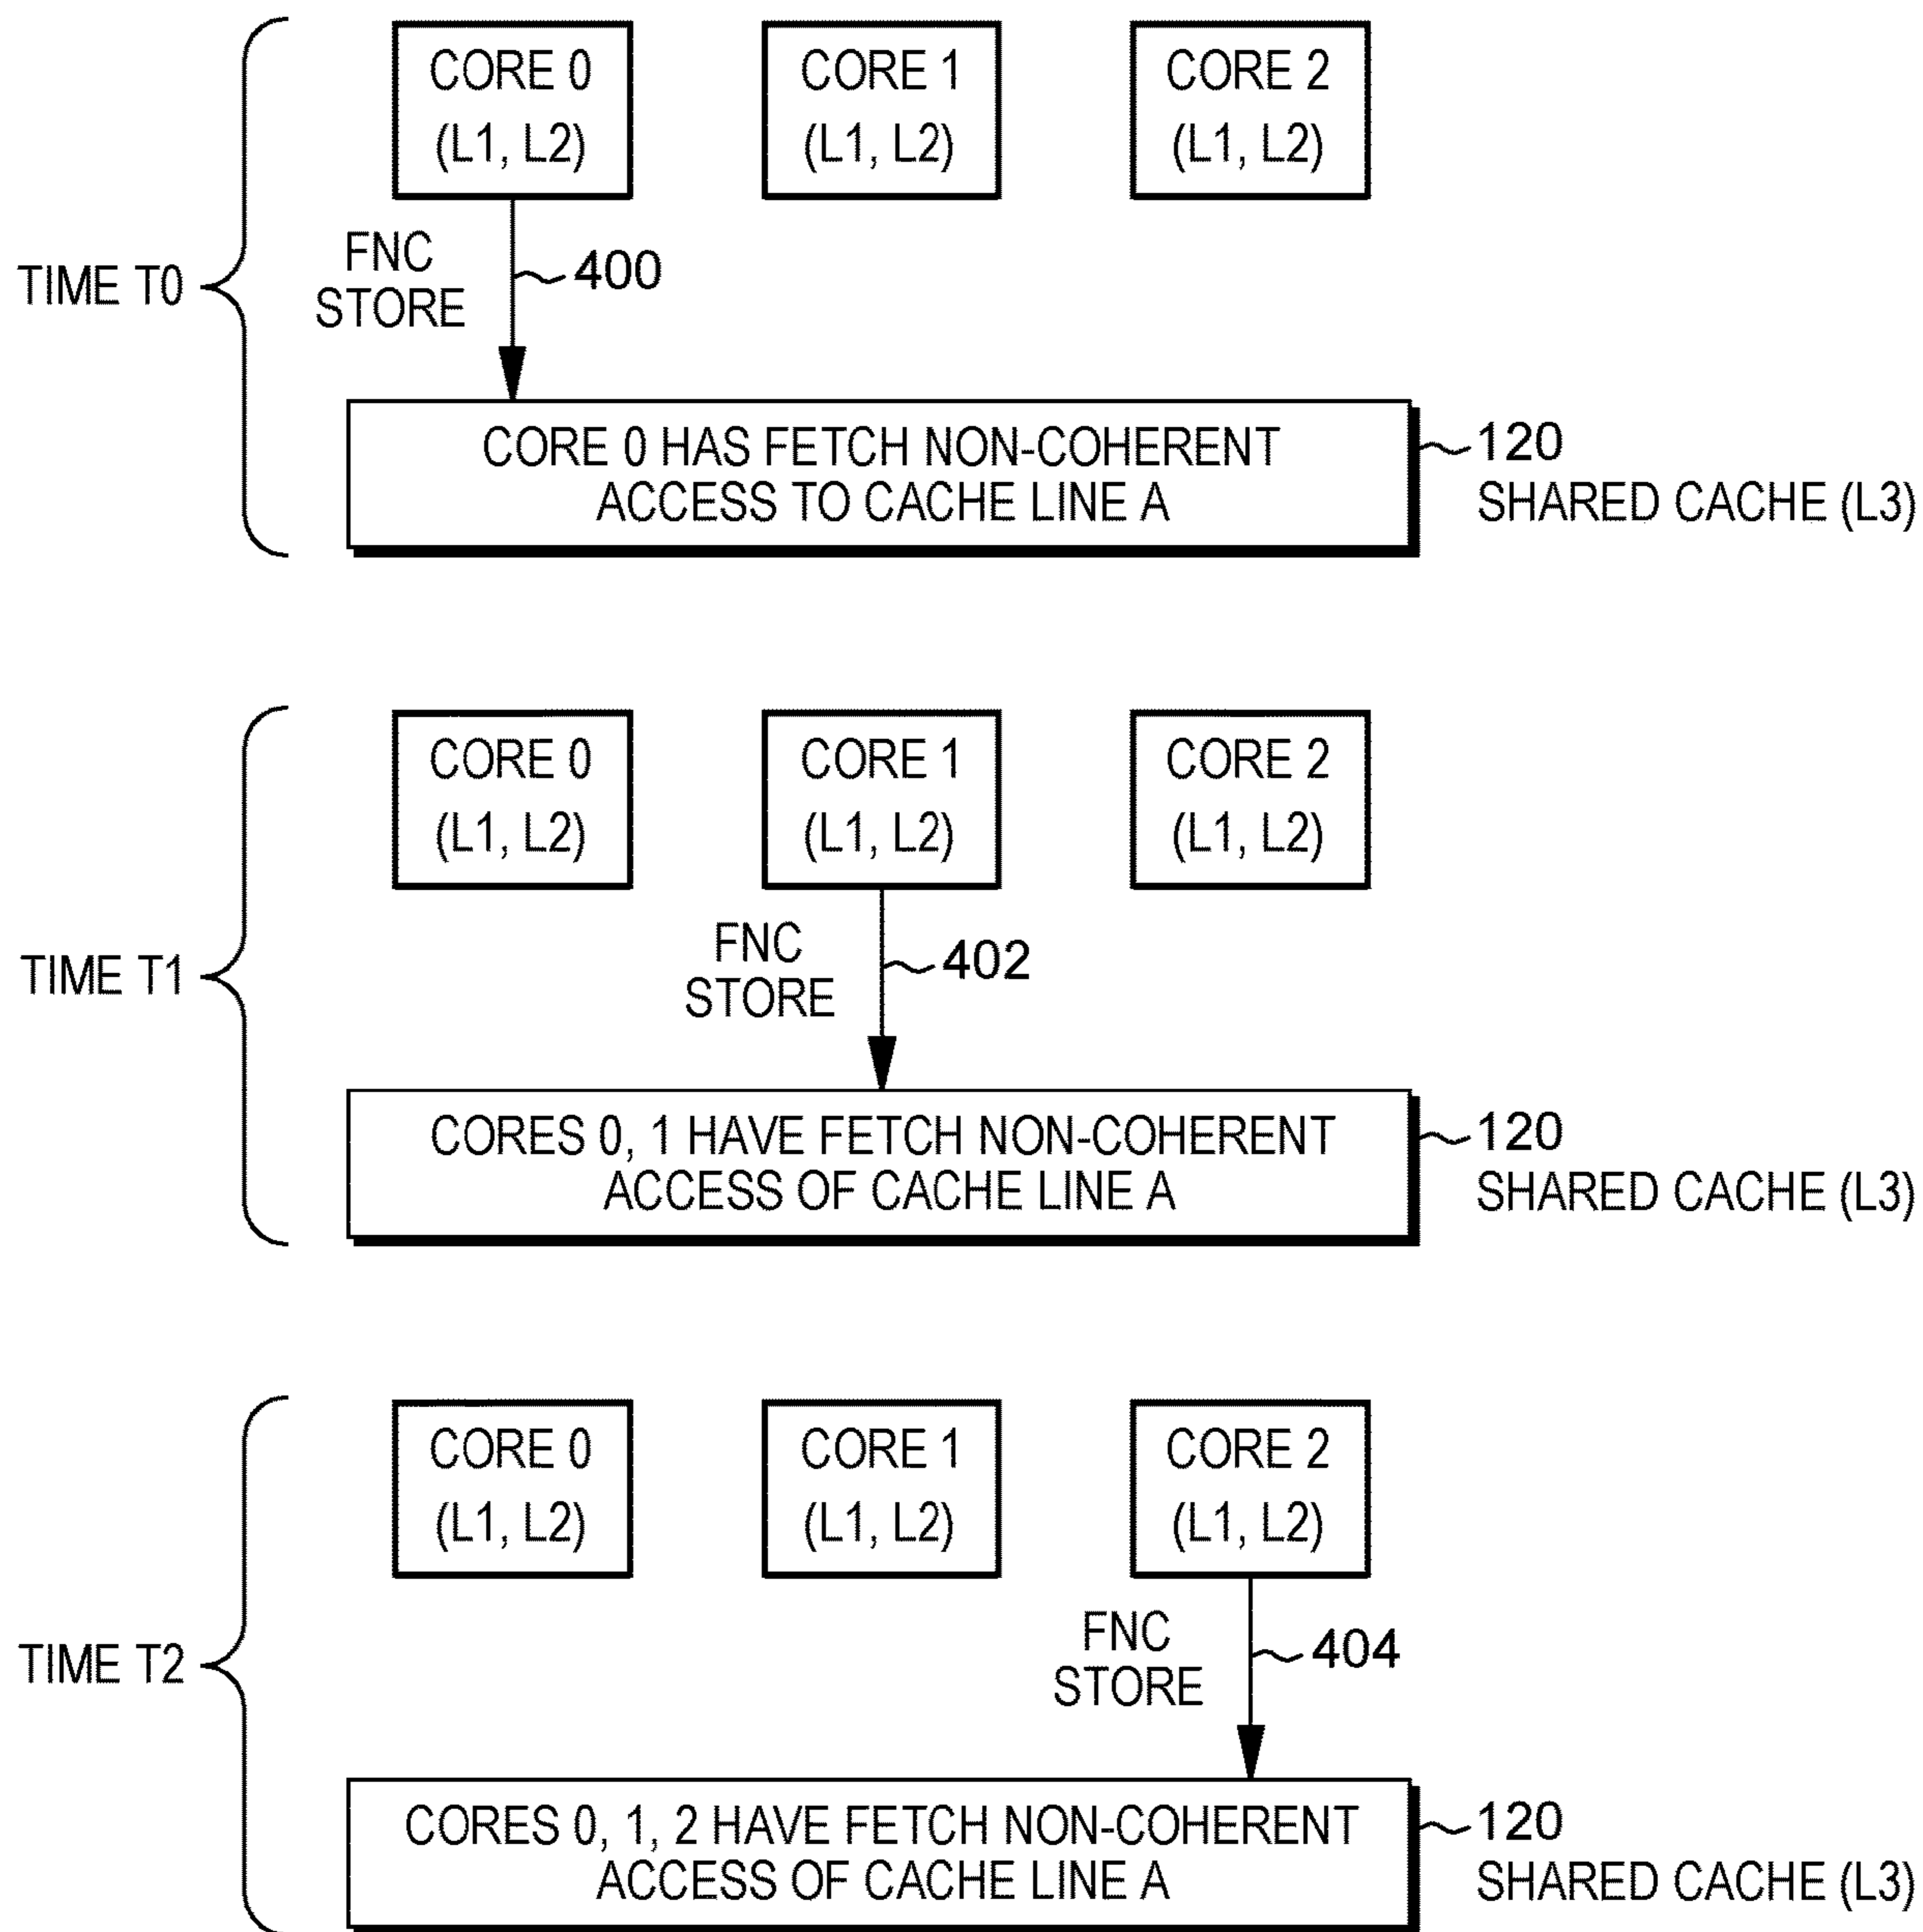 CORE 0
(L1, L2)
CORE 1
(L1, L2)
CORE 2
(L1, L2)
TIME T0
FNC
STORE
400
CORE 0 HAS FETCH NON-COHERENT
ACCESS TO CACHE LINE A
120
SHARED CACHE (L3)
CORE 0
(L1, L2)
CORE 1
(L1, L2)
CORE 2
(L1, L2)
TIME T1
FNC
STORE
402
CORES 0, 1 HAVE FETCH NON-COHERENT
ACCESS OF CACHE LINE A
120
SHARED CACHE (L3)
CORE 0
(L1, L2)
CORE 1
(L1, L2)
CORE 2
(L1, L2)
TIME T2
FNC
STORE
404
CORES 0, 1, 2 HAVE FETCH NON-COHERENT
ACCESS OF CACHE LINE A
120
SHARED CACHE (L3)